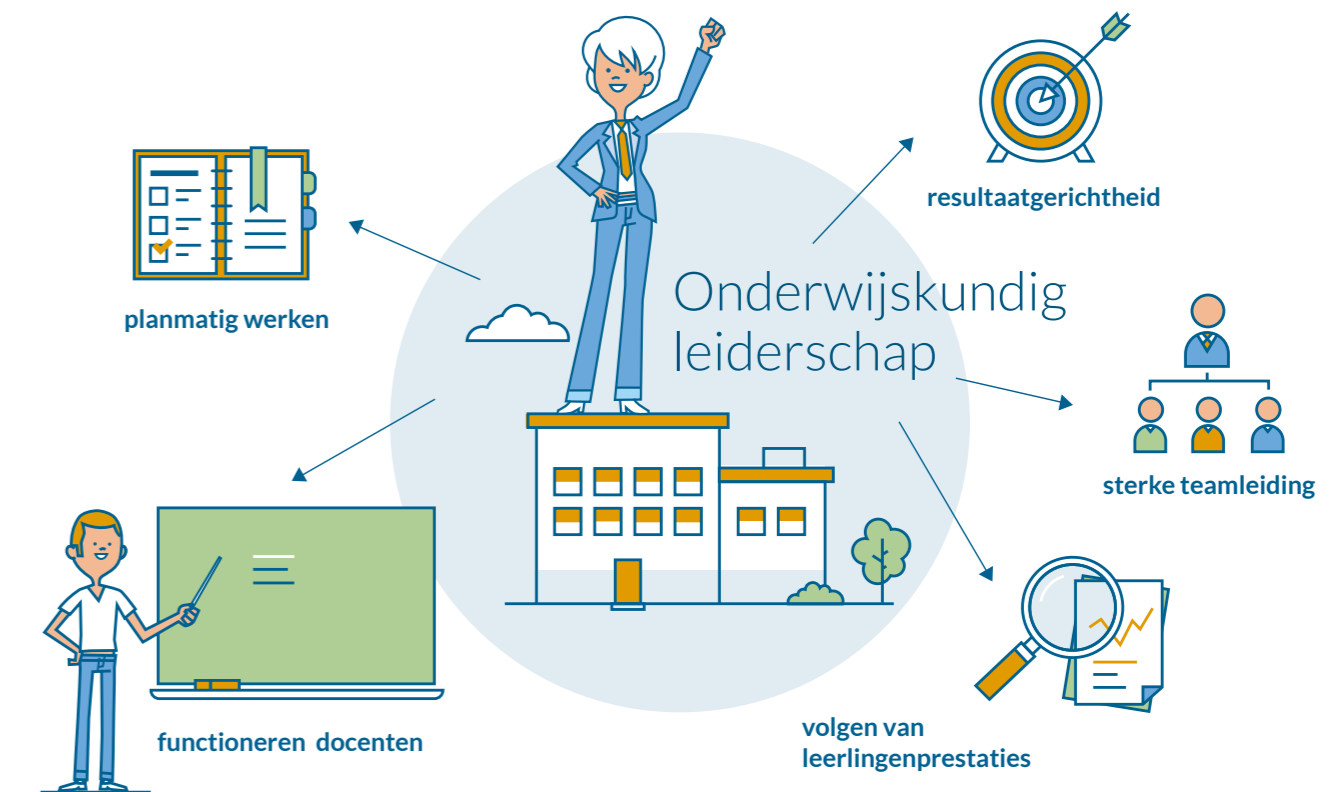 resultaatgerichtheid
Onderwijskundig
leiderschap
planmatig werken
sterke teamleiding
functioneren docenten
volgen van
leerlingenprestaties